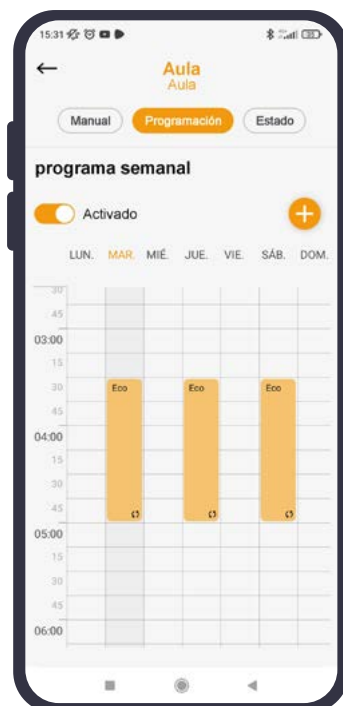 15:31
Aula
Aula
Manual Programación Estado
programa semanal
Activado
LUN. MAR. MIÉ. JUE. VIE. SÁB. DOM.
30
45
03:00
15
30 Eco Eco Eco
45
04:00
15
30
45
05:00
15
30
45
06:00